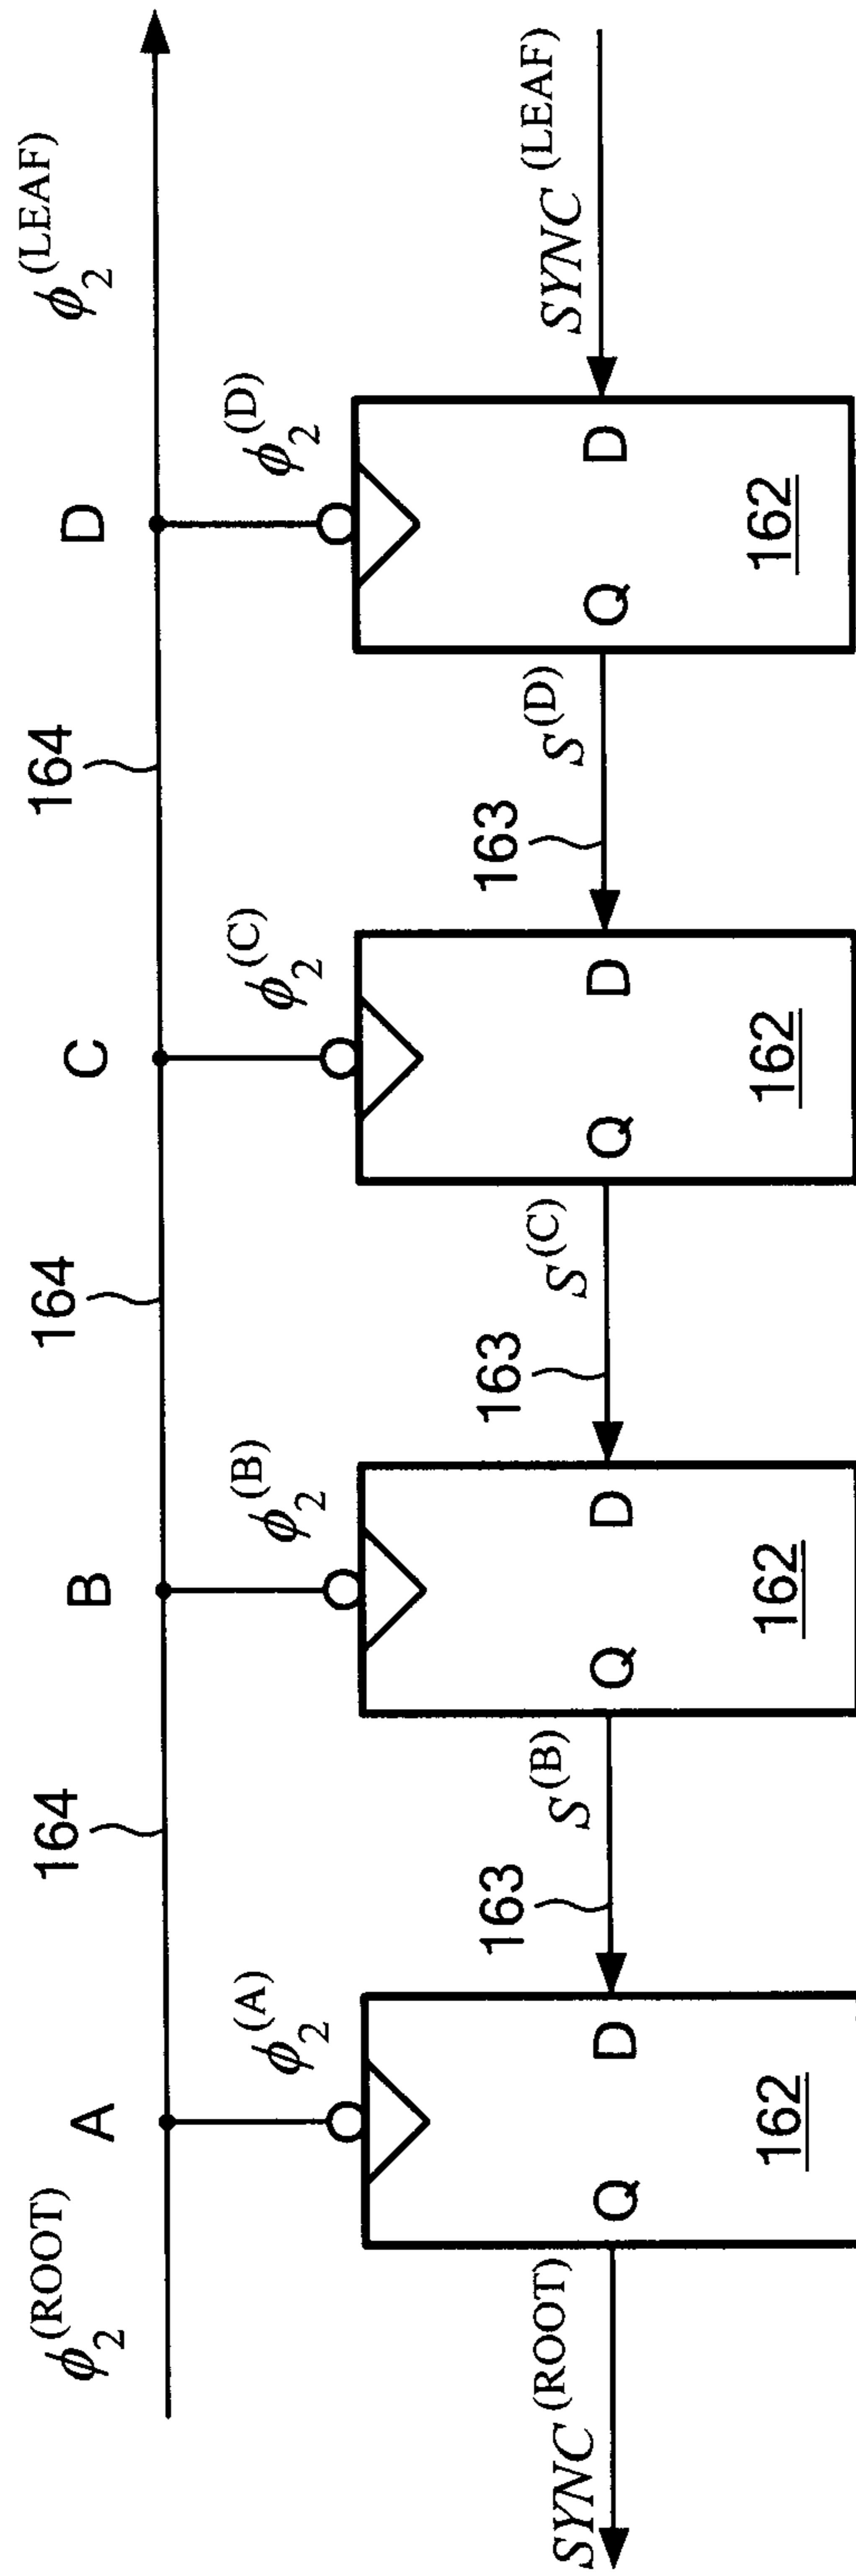 ϕ₂^(ROOT) A 164 B 164 C 164 D ϕ₂^(LEAF)
ϕ₂^(A) ϕ₂^(B) ϕ₂^(C) ϕ₂^(D)
SYNC^(ROOT) Q D 163 S^(B) Q D 163 S^(C) Q D 163 S^(D) Q D SYNC^(LEAF)
162 162 162 162